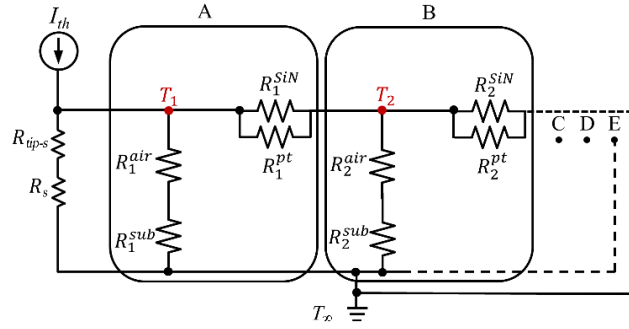 A B
I_th
T_1 R_1^SiN T_2 R_2^SiN
C D E
R_tip-s R_1^air R_1^pt R_2^air R_2^pt
R_s
R_1^sub R_2^sub
T_∞